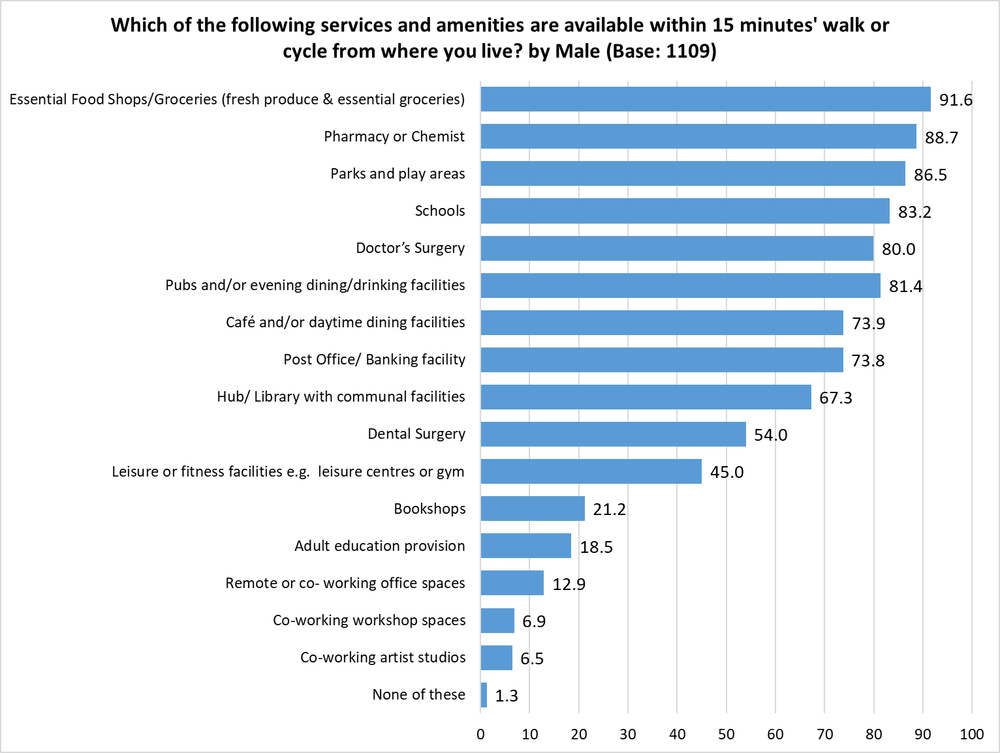 Which of the following services and amenities are available within 15 minutes' walk or
cycle from where you live? by Male (Base: 1109)
Essential Food Shops/Groceries (fresh produce & essential groceries) 91.6
Pharmacy or Chemist 88.7
Parks and play areas 86.5
Schools 83.2
Doctor’s Surgery 80.0
Pubs and/or evening dining/drinking facilities 81.4
Café and/or daytime dining facilities 73.9
Post Office/ Banking facility 73.8
Hub/ Library with communal facilities 67.3
Dental Surgery 54.0
Leisure or fitness facilities e.g.  leisure centres or gym 45.0
Bookshops 21.2
Adult education provision 18.5
Remote or co- working office spaces 12.9
Co-working workshop spaces 6.9
Co-working artist studios 6.5
None of these 1.3
0 10 20 30 40 50 60 70 80 90 100